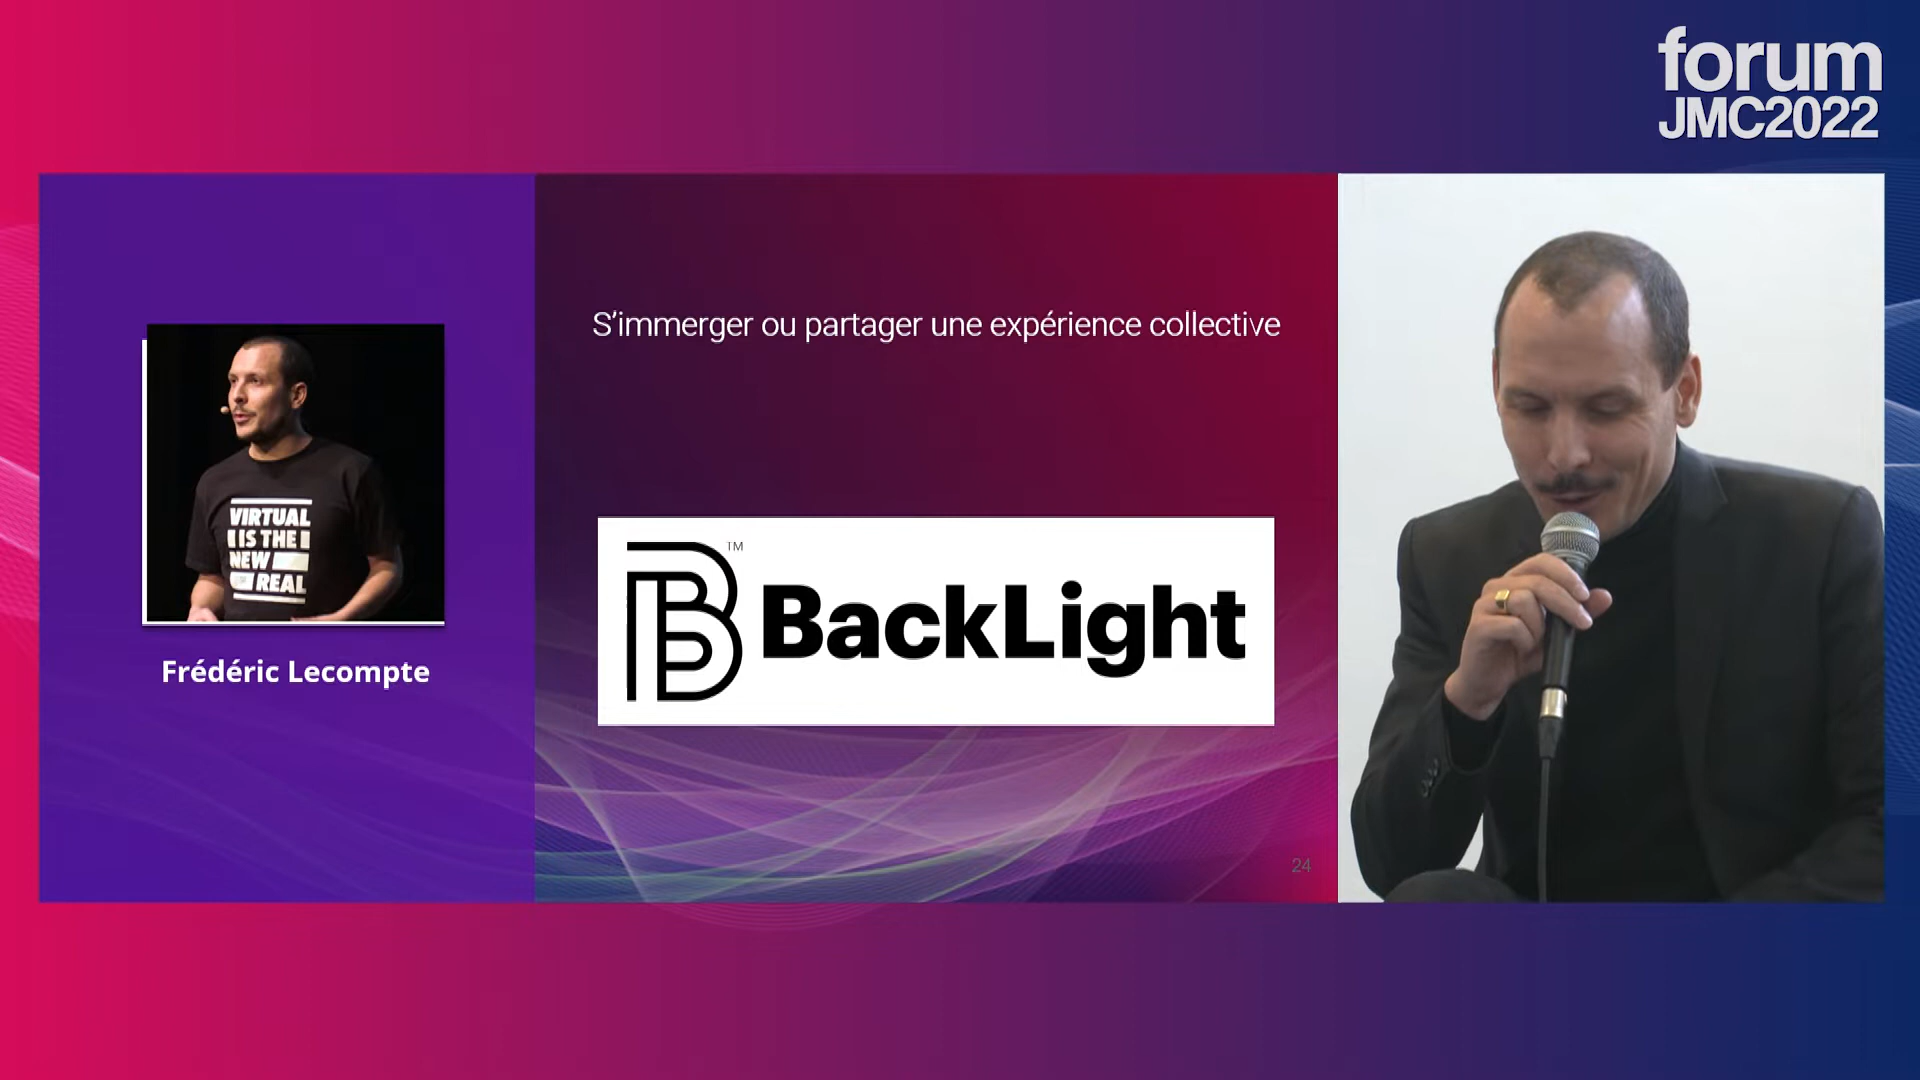 forum
JMC2022
S'immerger ou partager une expérience collective
VIRTUAL
IS THE
NEW
REAL
Frédéric Lecompte
B
TM
BackLight
24